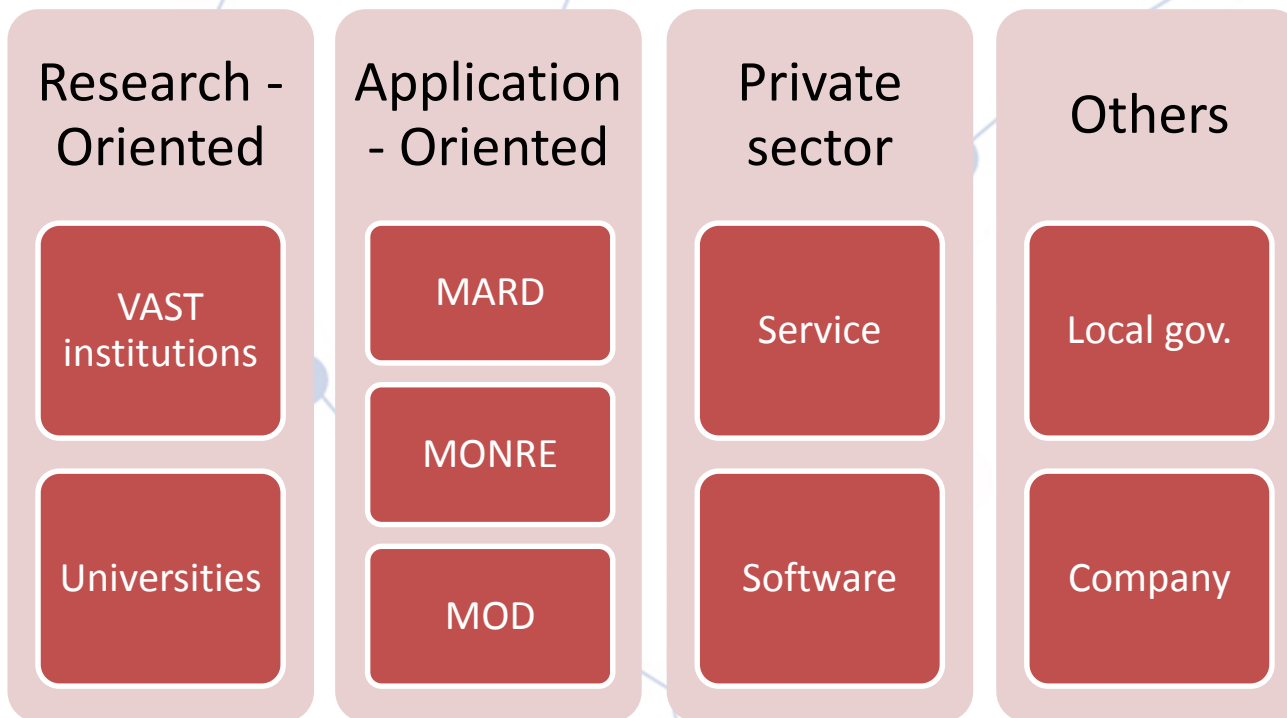 Research -
Oriented
VAST
institutions
Universities
Application
- Oriented
MARD
MONRE
MOD
Private
sector
Service
Software
Others
Local gov.
Company